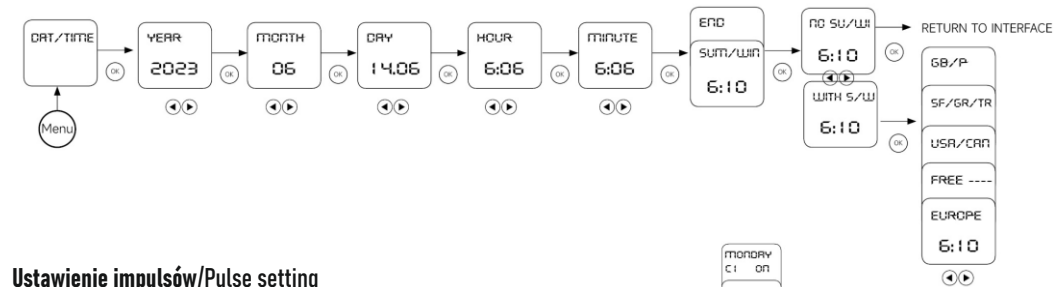 DAT/TIME
OK
Menu
YEAR
2023
OK
MONTH
06
OK
DAY
14.06
OK
HOUR
6:06
OK
MINUTE
6:06
OK
END
SUM/WIN
6:10
OK
NO SU/WI
6:10
OK
RETURN TO INTERFACE
WITH S/W
6:10
OK
GB/P
SF/GR/TR
USA/CAN
FREE ----
EUROPE
6:10
Ustawienie impulsów/Pulse setting
MONDAY
C1 ON